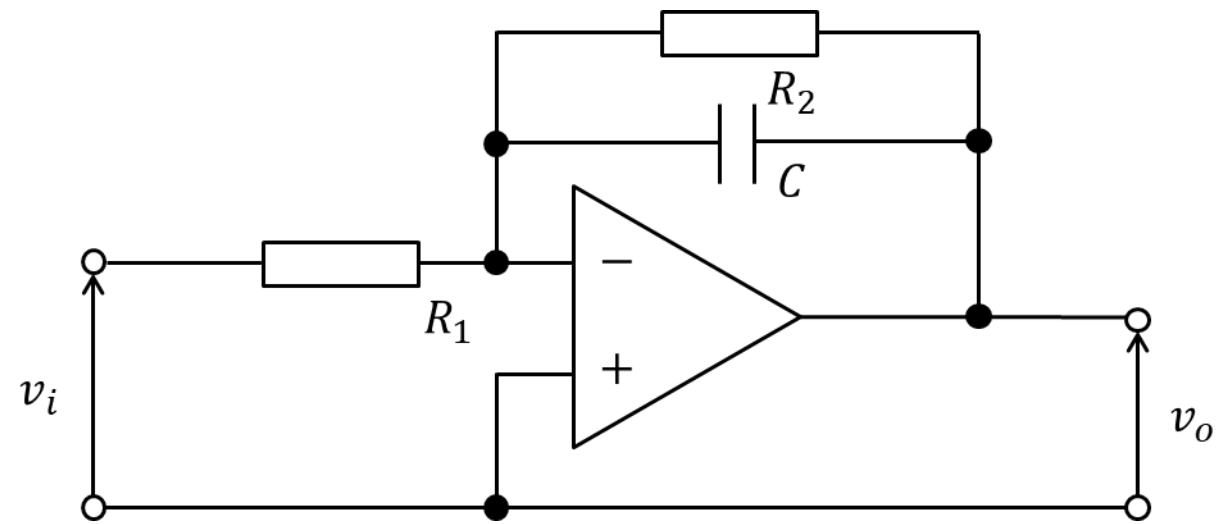 R₂
C
−
R₁
+
vᵢ
vₒ